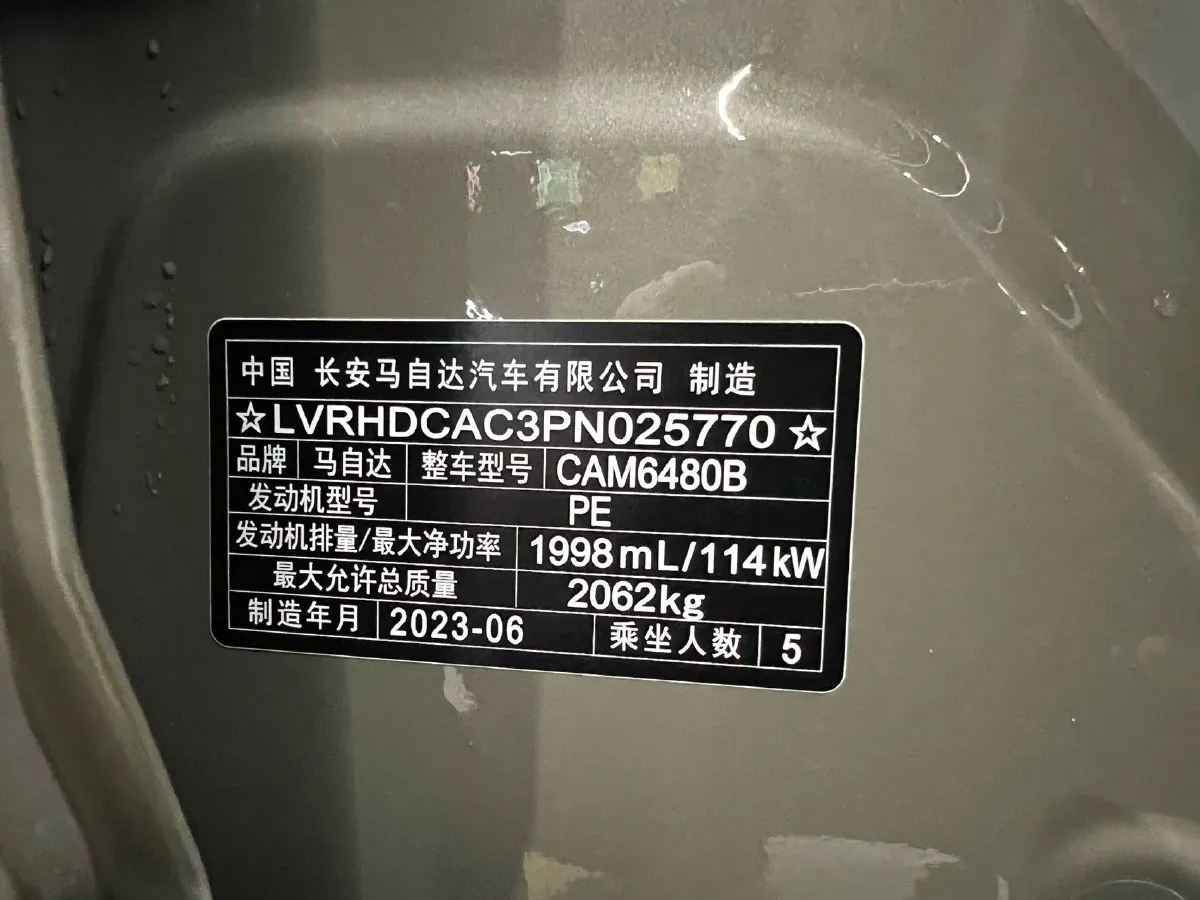 中国 长安马自达汽车有限公司 制造
☆LVRHDCAC3PN025770☆
品牌 马自达 整车型号 CAM6480B
发动机型号 PE
发动机排量/最大净功率 1998mL/114kW
最大允许总质量 2062kg
制造年月 2023-06 乘坐人数 5